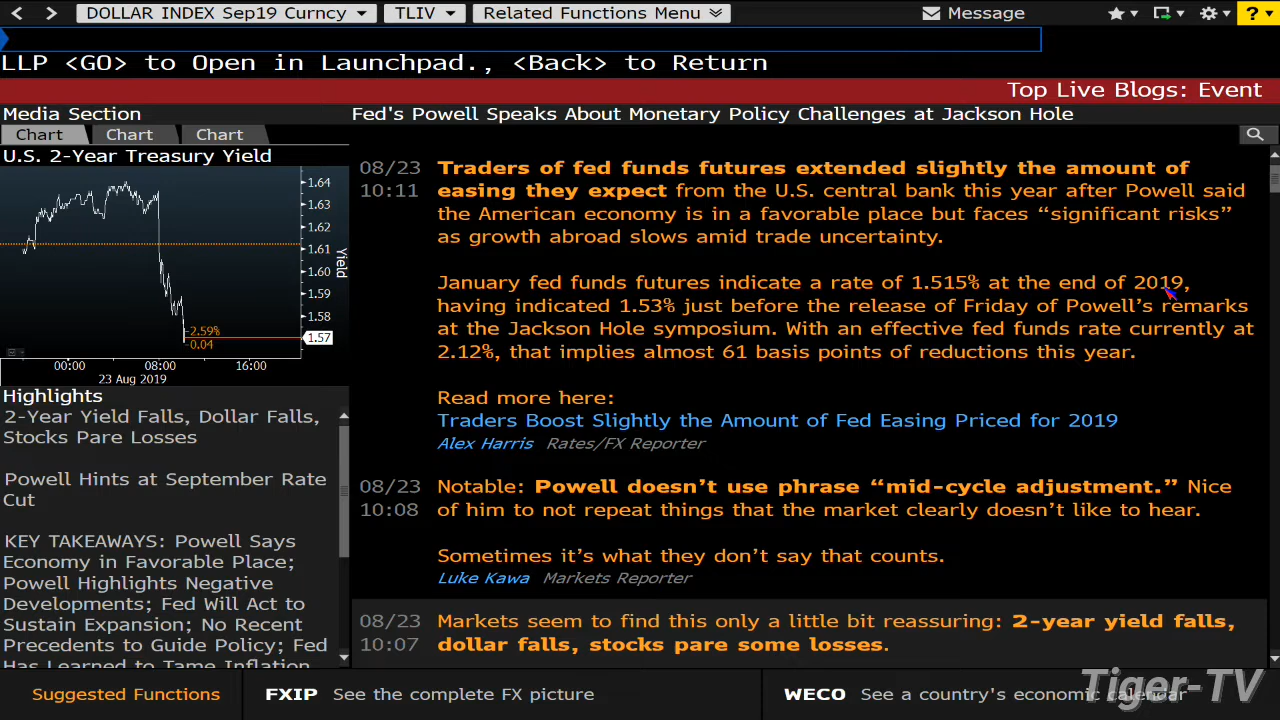 DOLLAR INDEX Sep19 Curncy TLIV Related Functions Menu Message ?
LLP <GO> to Open in Launchpad., <Back> to Return
Top Live Blogs: Event
Media Section
Fed's Powell Speaks About Monetary Policy Challenges at Jackson Hole
Chart Chart Chart
U.S. 2-Year Treasury Yield
1.64
1.63
1.62
1.61
1.60
1.59
1.58
1.57
Yield
-2.59%
-0.04
00:00 08:00 16:00
23 Aug 2019
Highlights
2-Year Yield Falls, Dollar Falls,
Stocks Pare Losses
Powell Hints at September Rate
Cut
KEY TAKEAWAYS: Powell Says
Economy in Favorable Place;
Powell Highlights Negative
Developments; Fed Will Act to
Sustain Expansion; No Recent
Precedents to Guide Policy; Fed
Has Learned to Tame Inflation
08/23
10:11
Traders of fed funds futures extended slightly the amount of
easing they expect from the U.S. central bank this year after Powell said
the American economy is in a favorable place but faces “significant risks”
as growth abroad slows amid trade uncertainty.
January fed funds futures indicate a rate of 1.515% at the end of 2019,
having indicated 1.53% just before the release of Friday of Powell’s remarks
at the Jackson Hole symposium. With an effective fed funds rate currently at
2.12%, that implies almost 61 basis points of reductions this year.
Read more here:
Traders Boost Slightly the Amount of Fed Easing Priced for 2019
Alex Harris Rates/FX Reporter
08/23
10:08
Notable: Powell doesn’t use phrase “mid-cycle adjustment.” Nice
of him to not repeat things that the market clearly doesn’t like to hear.
Sometimes it’s what they don’t say that counts.
Luke Kawa Markets Reporter
08/23
10:07
Markets seem to find this only a little bit reassuring: 2-year yield falls,
dollar falls, stocks pare some losses.
Suggested Functions FXIP See the complete FX picture WECO See a country's economic calendar
Tiger-TV